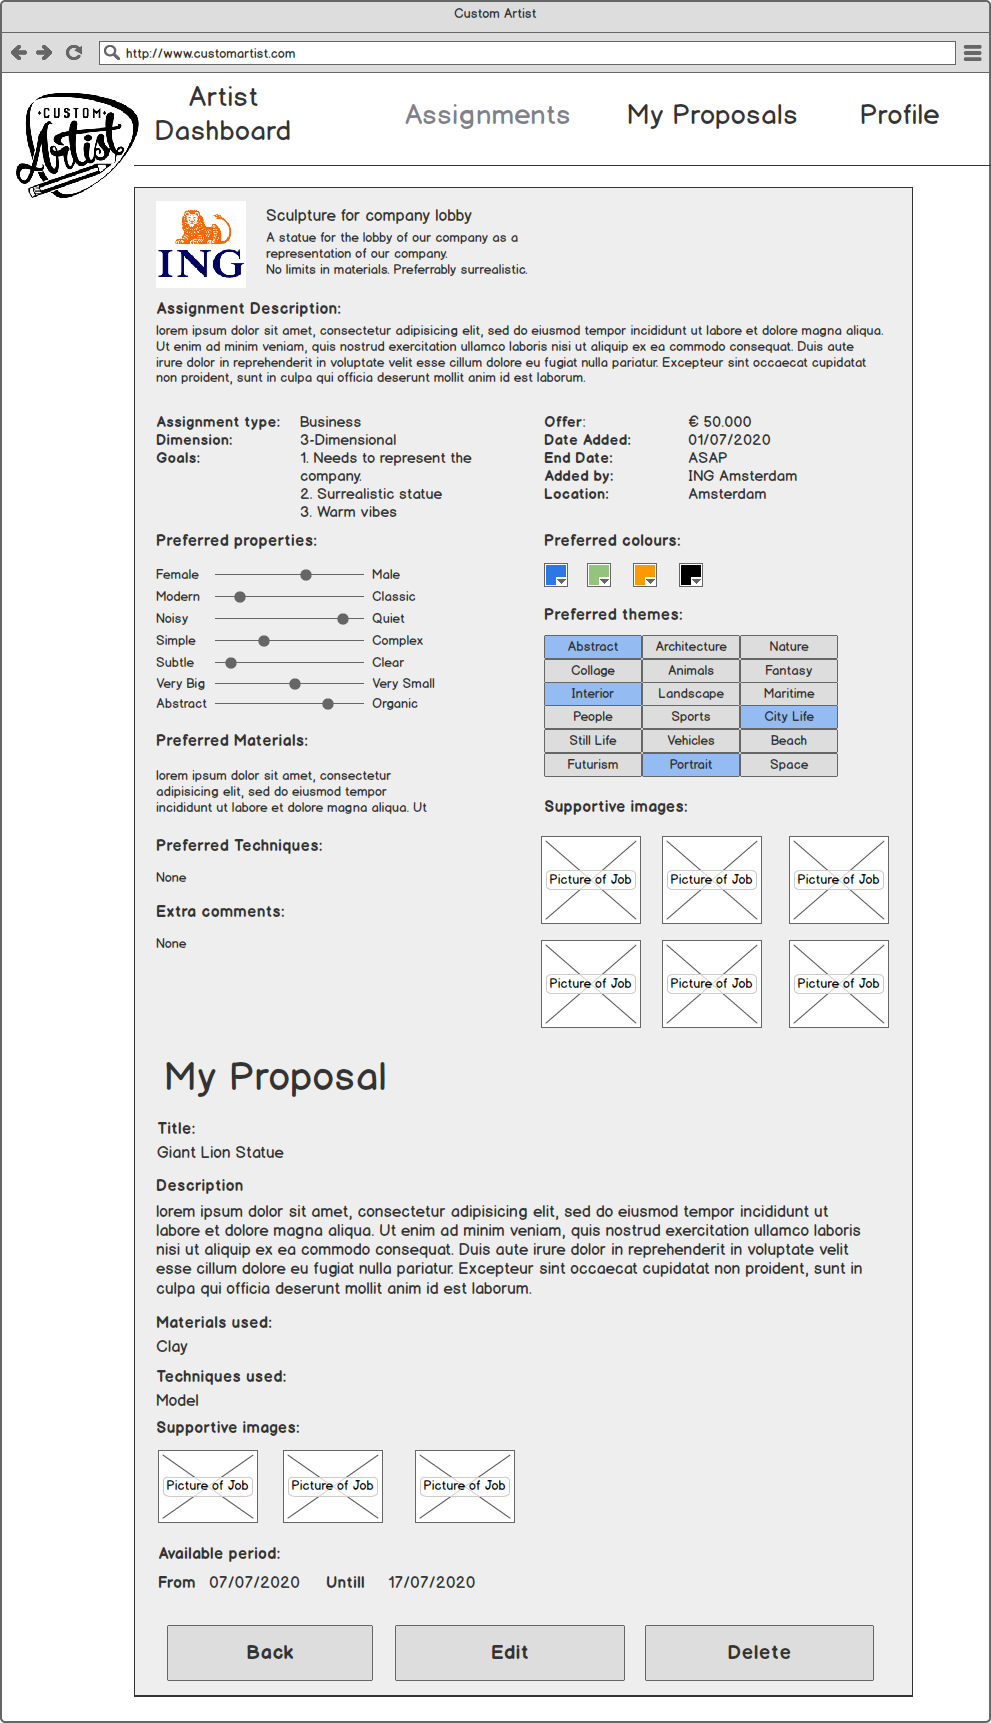 Custom Artist
http://www.customartist.com
CUSTOM
Artist
Artist
Dashboard
Assignments
My Proposals
Profile
ING
Sculpture for company lobby
A statue for the lobby of our company as a
representation of our company.
No limits in materials. Preferrably surrealistic.
Assignment Description:
lorem ipsum dolor sit amet, consectetur adipisicing elit, sed do eiusmod tempor incididunt ut labore et dolore magna aliqua.
Ut enim ad minim veniam, quis nostrud exercitation ullamco laboris nisi ut aliquip ex ea commodo consequat. Duis aute
irure dolor in reprehenderit in voluptate velit esse cillum dolore eu fugiat nulla pariatur. Excepteur sint occaecat cupidatat
non proident, sunt in culpa qui officia deserunt mollit anim id est laborum.
Assignment type: Business
Dimension: 3-Dimensional
Goals: 1. Needs to represent the
company.
2. Surrealistic statue
3. Warm vibes
Offer: € 50.000
Date Added: 01/07/2020
End Date: ASAP
Added by: ING Amsterdam
Location: Amsterdam
Preferred properties:
Female Male
Modern Classic
Noisy Quiet
Simple Complex
Subtle Clear
Very Big Very Small
Abstract Organic
Preferred Materials:
lorem ipsum dolor sit amet, consectetur
adipisicing elit, sed do eiusmod tempor
incididunt ut labore et dolore magna aliqua. Ut
Preferred Techniques:
None
Extra comments:
None
Preferred colours:
Preferred themes:
Abstract Architecture Nature
Collage Animals Fantasy
Interior Landscape Maritime
People Sports City Life
Still Life Vehicles Beach
Futurism Portrait Space
Supportive images:
Picture of Job Picture of Job Picture of Job
Picture of Job Picture of Job Picture of Job
My Proposal
Title:
Giant Lion Statue
Description
lorem ipsum dolor sit amet, consectetur adipisicing elit, sed do eiusmod tempor incididunt ut
labore et dolore magna aliqua. Ut enim ad minim veniam, quis nostrud exercitation ullamco laboris
nisi ut aliquip ex ea commodo consequat. Duis aute irure dolor in reprehenderit in voluptate velit
esse cillum dolore eu fugiat nulla pariatur. Excepteur sint occaecat cupidatat non proident, sunt in
culpa qui officia deserunt mollit anim id est laborum.
Materials used:
Clay
Techniques used:
Model
Supportive images:
Picture of Job Picture of Job Picture of Job
Available period:
From 07/07/2020 Untill 17/07/2020
Back Edit Delete